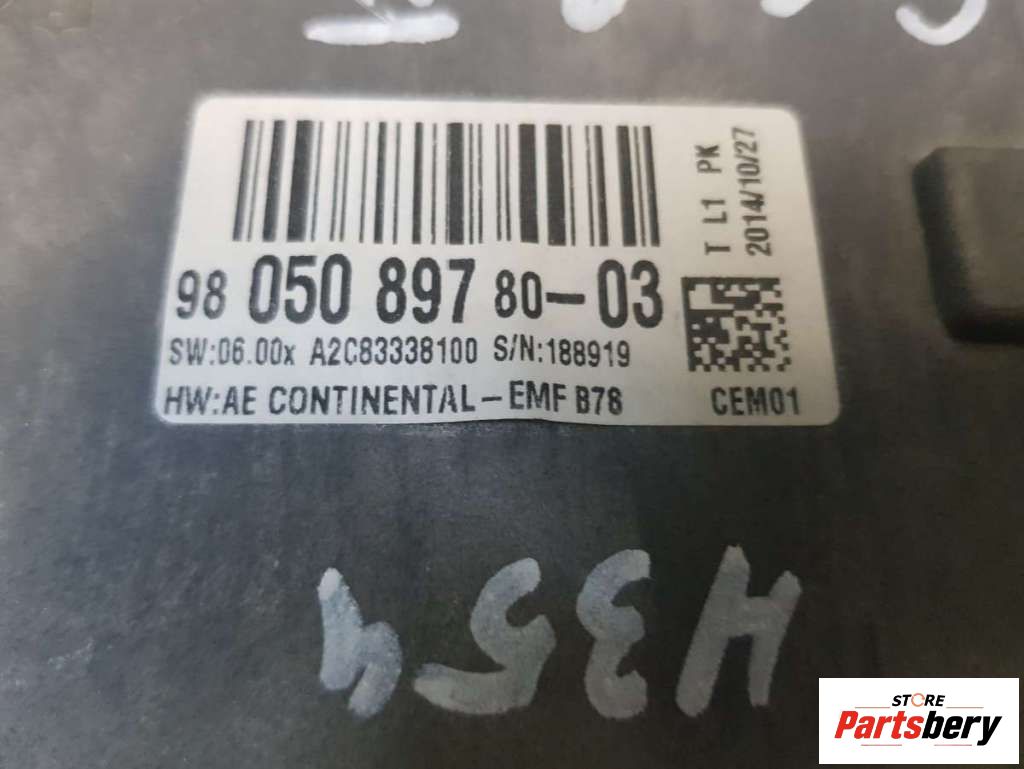 T L1 PK
2014/10/27
98 050 897 80-03
SW:06.00x A2C83338100 S/N:188919
HW:AE CONTINENTAL-EMF B78
CEM01
H354
STORE
Partsbery